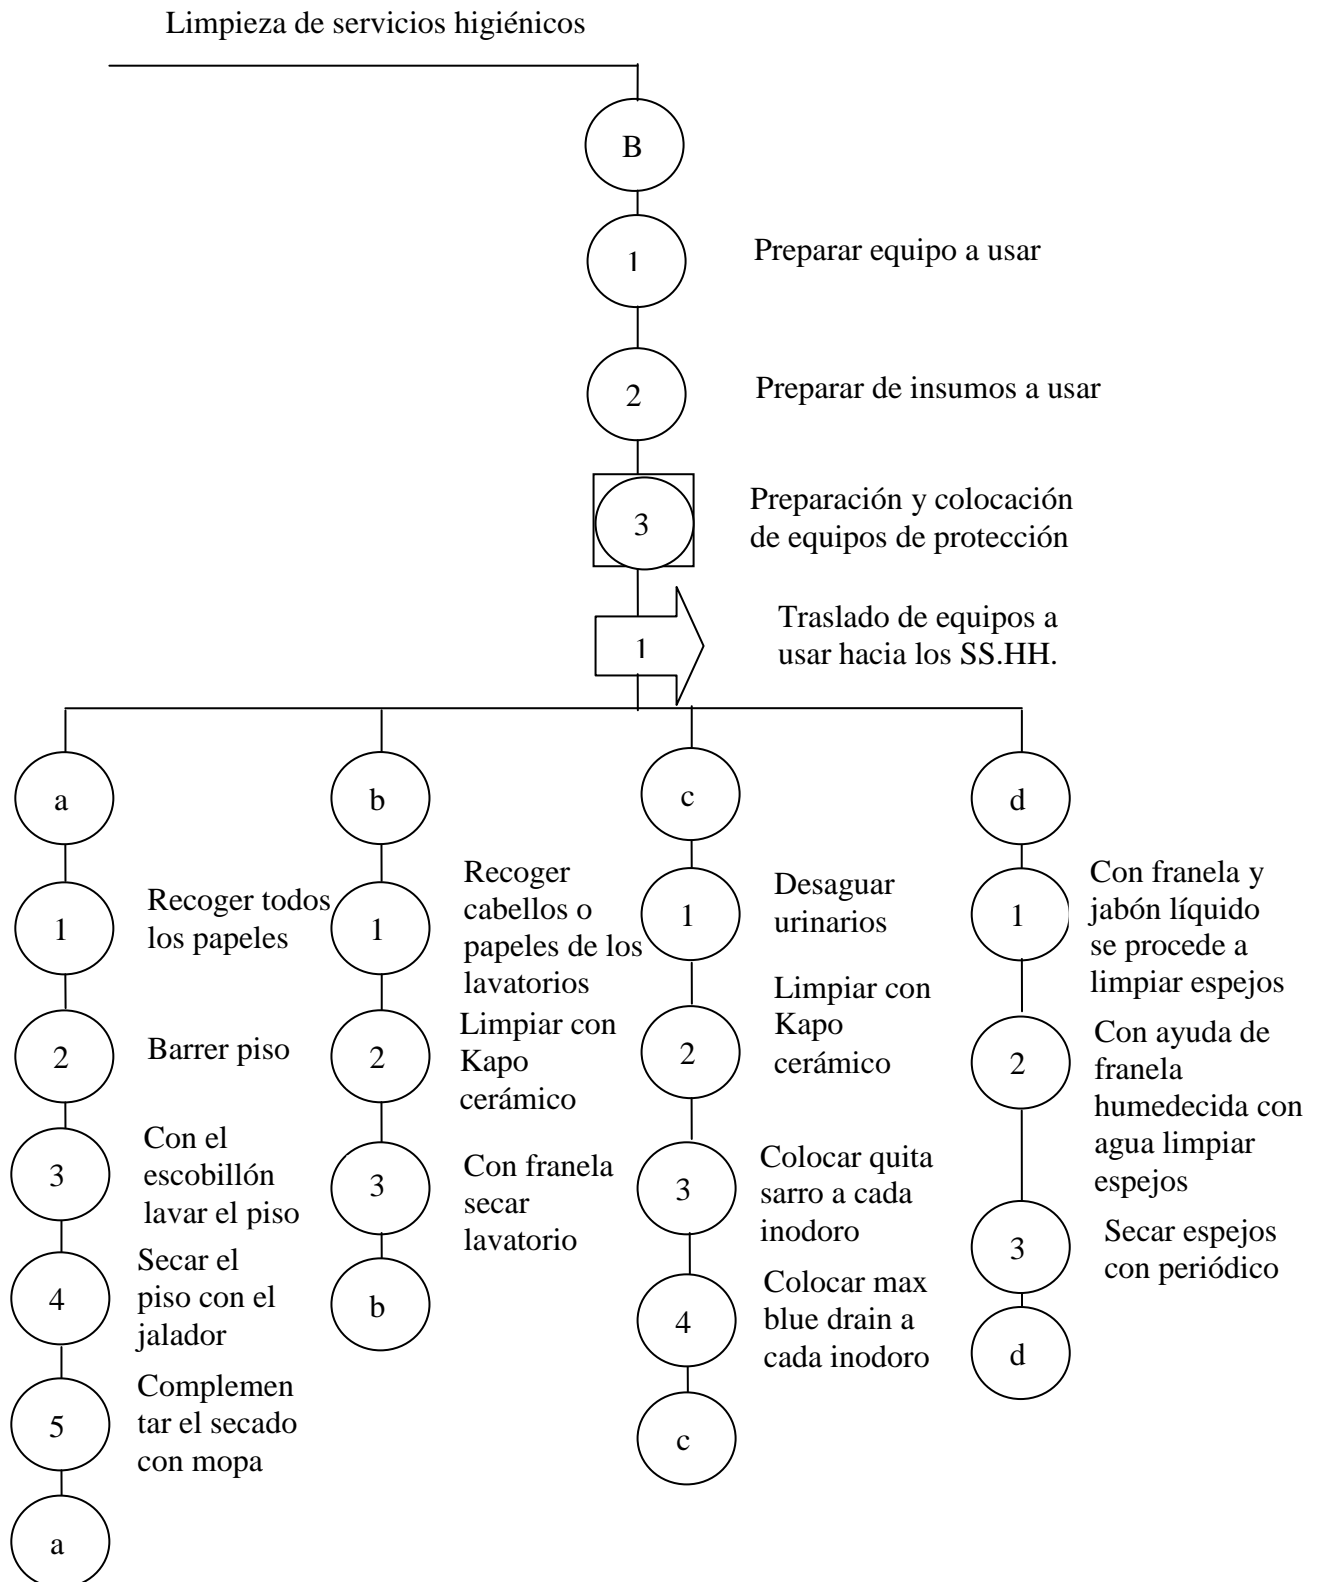 Limpieza de servicios higiénicos
B
1
Preparar equipo a usar
2
Preparar de insumos a usar
3
Preparación y colocación
de equipos de protección
1
Traslado de equipos a
usar hacia los SS.HH.
a
1
Recoger todos
los papeles
2
Barrer piso
3
Con el
escobillón
lavar el piso
4
Secar el
piso con el
jalador
5
Complemen
tar el secado
con mopa
a
b
1
Recoger
cabellos o
papeles de los
lavatorios
2
Limpiar con
Kapo
cerámico
3
Con franela
secar
lavatorio
b
c
1
Desaguar
urinarios
2
Limpiar con
Kapo
cerámico
3
Colocar quita
sarro a cada
inodoro
4
Colocar max
blue drain a
cada inodoro
c
d
1
Con franela y
jabón líquido
se procede a
limpiar espejos
2
Con ayuda de
franela
humedecida con
agua limpiar
espejos
3
Secar espejos
con periódico
d